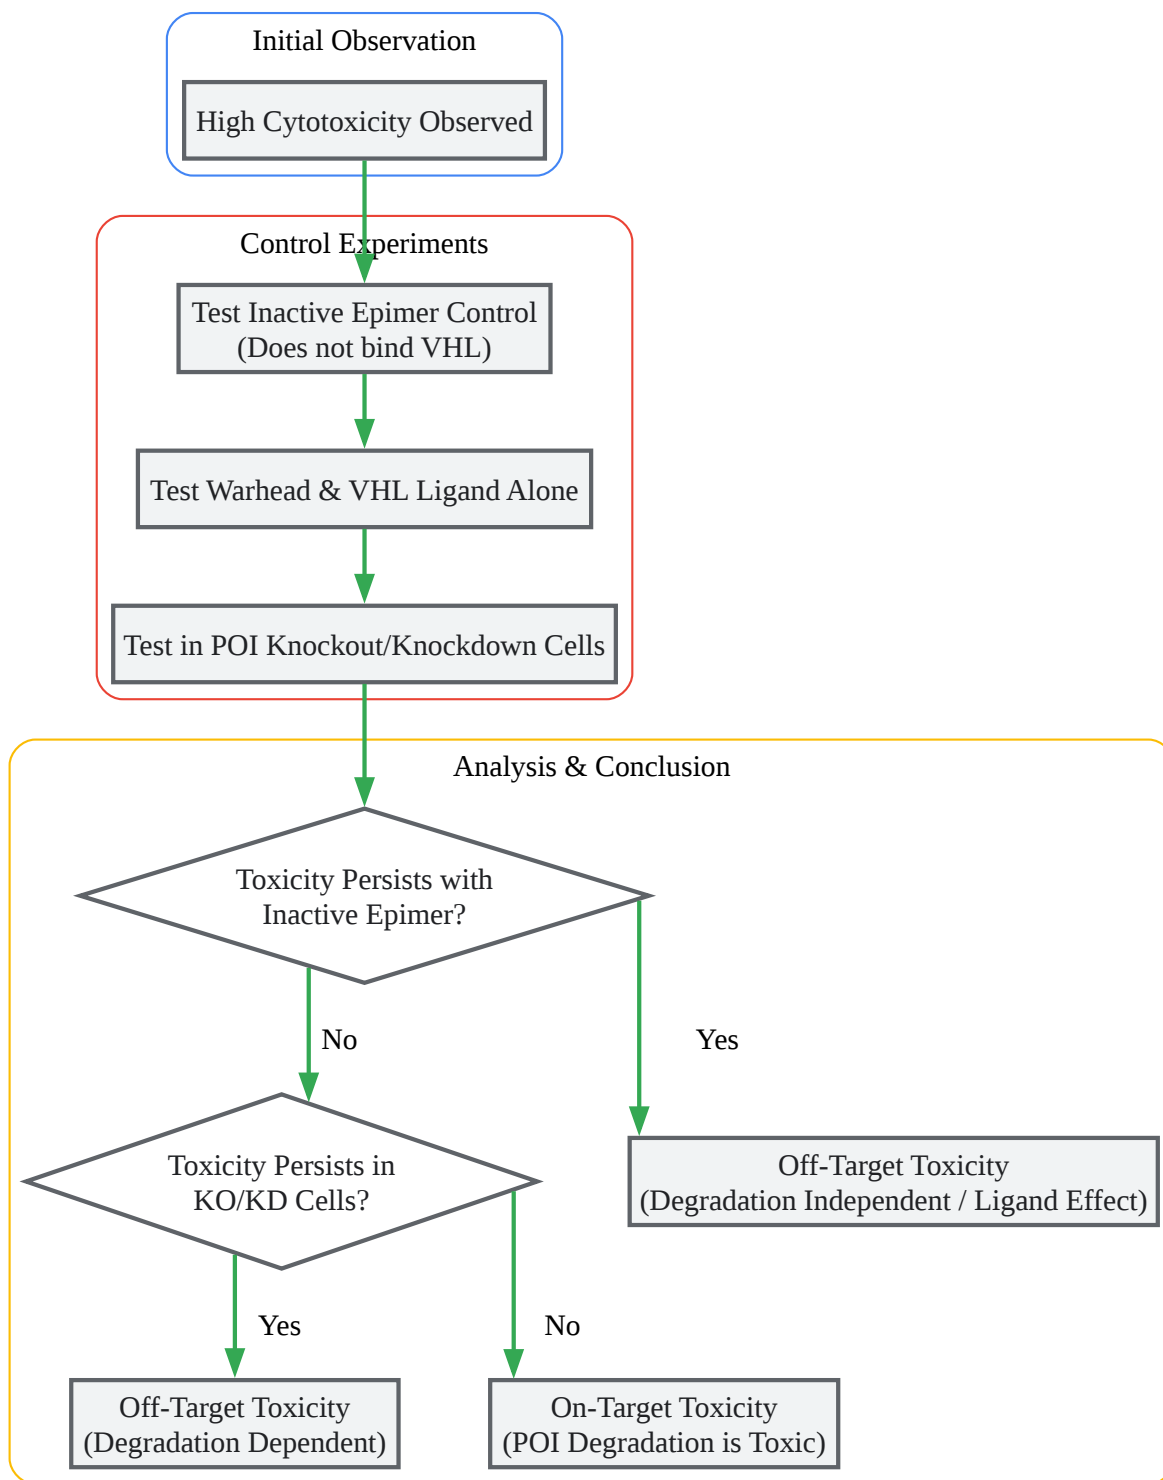 Initial Observation
High Cytotoxicity Observed
Control Experiments
Test Inactive Epimer Control
(Does not bind VHL)
Test Warhead & VHL Ligand Alone
Test in POI Knockout/Knockdown Cells
Analysis & Conclusion
Toxicity Persists with
Inactive Epimer?
No
Yes
Toxicity Persists in
KO/KD Cells?
Off-Target Toxicity
(Degradation Independent / Ligand Effect)
Yes
No
Off-Target Toxicity
(Degradation Dependent)
On-Target Toxicity
(POI Degradation is Toxic)